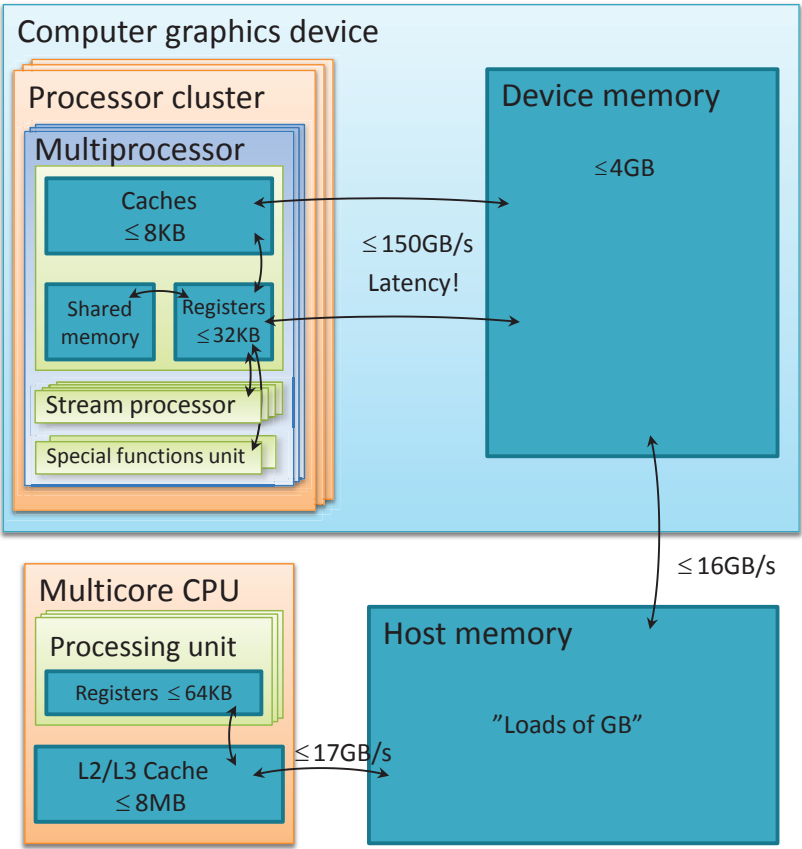 Computer graphics device
Processor cluster
Multiprocessor
Caches
≤ 8KB
Shared
memory
Registers
≤ 32KB
Stream processor
Special functions unit
≤ 150GB/s
Latency!
Device memory
≤ 4GB
≤ 16GB/s
Multicore CPU
Processing unit
Registers ≤ 64KB
L2/L3 Cache
≤ 8MB
≤ 17GB/s
Host memory
”Loads of GB”